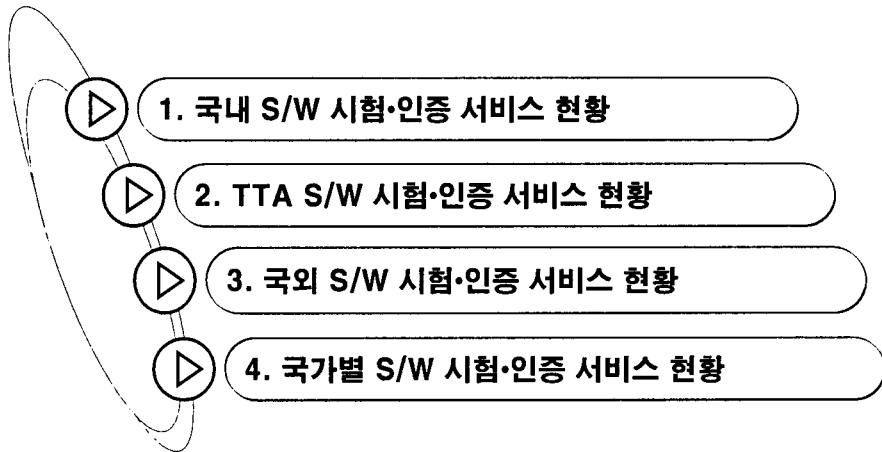 1. 국내 S/W 시험•인증 서비스 현황
2. TTA S/W 시험•인증 서비스 현황
3. 국외 S/W 시험•인증 서비스 현황
4. 국가별 S/W 시험•인증 서비스 현황